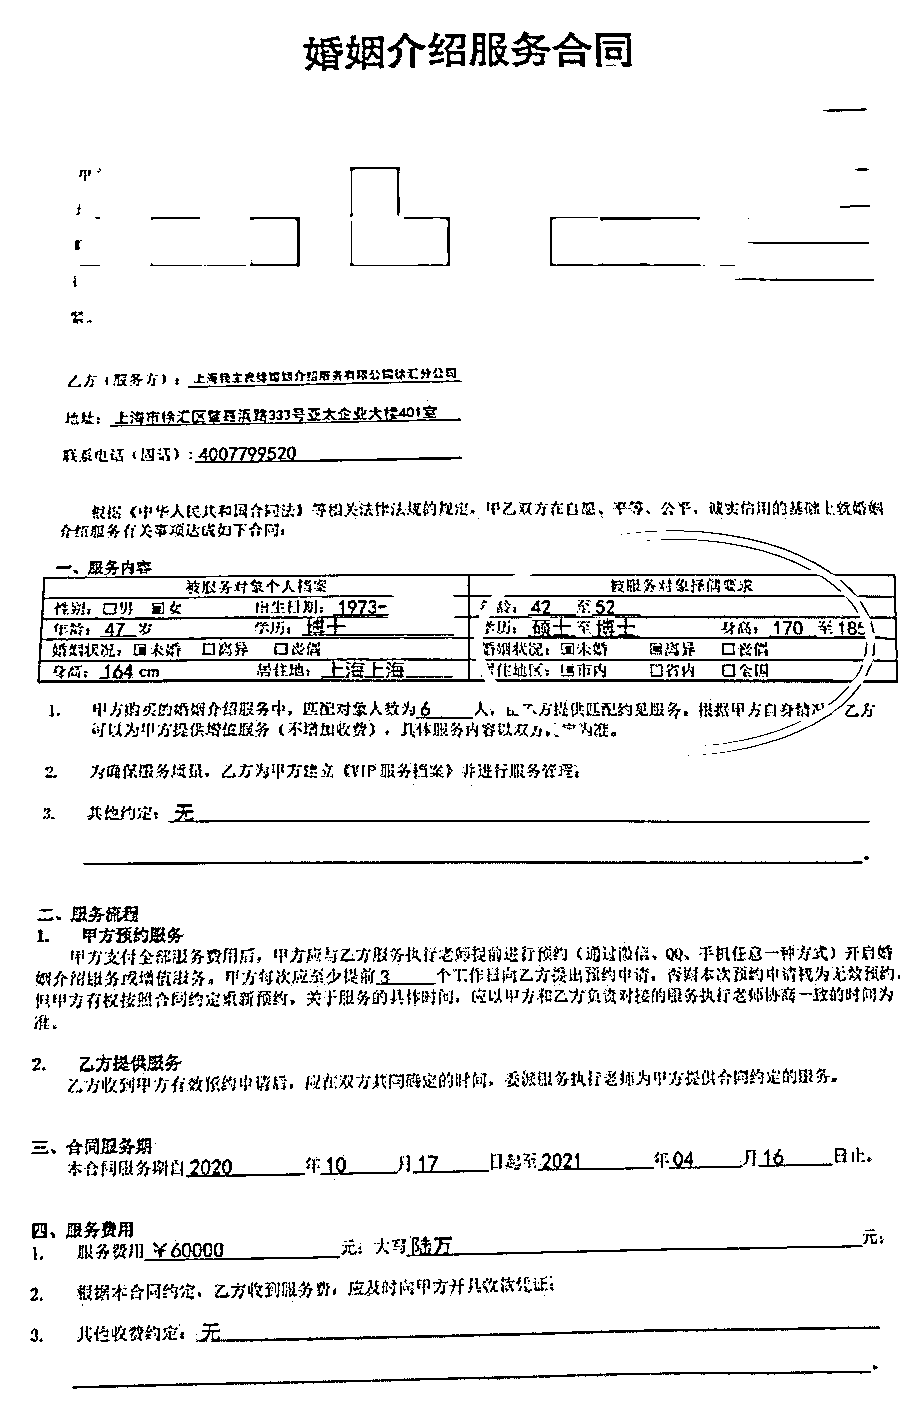 婚姻介绍服务合同
甲
乙方（服务方）：上海我主良缘婚姻介绍服务有限公司徐汇分公司
地址：上海市徐汇区肇嘉浜路333号亚太企业大楼401室
联系电话（固话）：4007799520
根据《中华人民共和国合同法》等相关法律法规的规定，甲乙双方在自愿、平等、公平、诚实信用的基础上就婚姻
介绍服务有关事项达成如下合同：
一、服务内容
被服务对象个人档案 被服务对象择偶要求
性别：□男 ■女 出生日期：1973- 年龄：42 至52
年龄：47 岁 学历：博士 学历：硕士至博士 身高：170 至185
婚姻状况：■未婚 □离异 □丧偶 婚姻状况：■未婚 ■离异 □丧偶
身高：164cm 居住地：上海上海 居住地区：■市内 □省内 □全国
1. 甲方购买的婚姻介绍服务中，匹配对象人数为6 人，由乙方提供匹配约见服务。根据甲方自身情况，乙方
可以为甲方提供增值服务（不增加收费），具体服务内容以双方 为准。
2. 为确保服务质量，乙方为甲方建立《VIP服务档案》并进行服务管理；
3. 其他约定：无
。
二、服务流程
1. 甲方预约服务
甲方支付全部服务费用后，甲方应与乙方服务执行老师提前进行预约（通过微信、QQ、手机任意一种方式）开启婚
姻介绍服务或增值服务。甲方每次应至少提前3 个工作日向乙方提出预约申请，否则本次预约申请视为无效预约，
但甲方有权按照合同约定重新预约。关于服务的具体时间，应以甲方和乙方负责对接的服务执行老师协商一致的时间为
准。
2. 乙方提供服务
乙方收到甲方有效预约申请后，应在双方共同确定的时间，委派服务执行老师为甲方提供合同约定的服务。
三、合同服务期
本合同服务期自2020 年10 月17 日起至2021 年04 月16 日止。
四、服务费用
1. 服务费用￥60000 元；大写陆万 元；
2. 根据本合同约定，乙方收到服务费，应及时向甲方开具收款凭证；
3. 其他收费约定：无
。